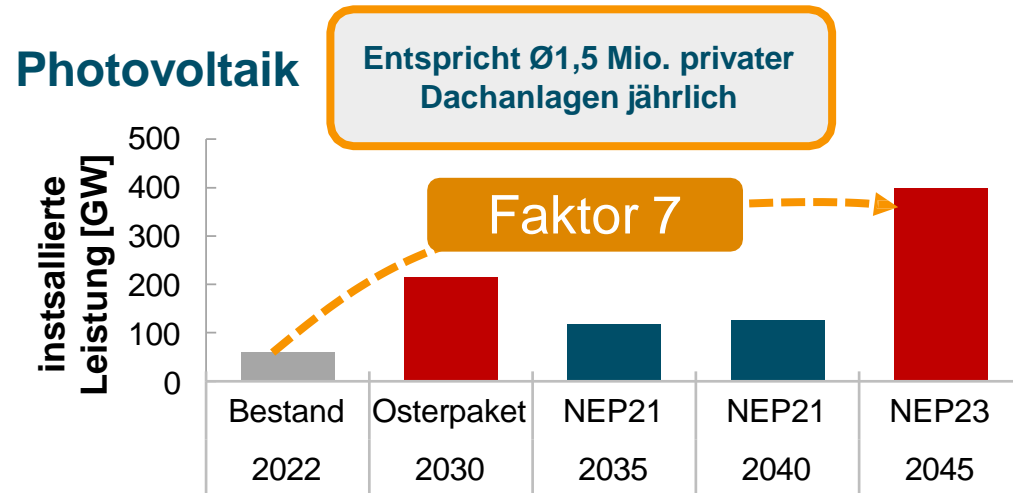 Photovoltaik
Entspricht Ø1,5 Mio. privater
Dachanlagen jährlich
instsallierte
Leistung [GW]
500
400
300
200
100
0
Faktor 7
Bestand Osterpaket NEP21 NEP21 NEP23
2022 2030 2035 2040 2045